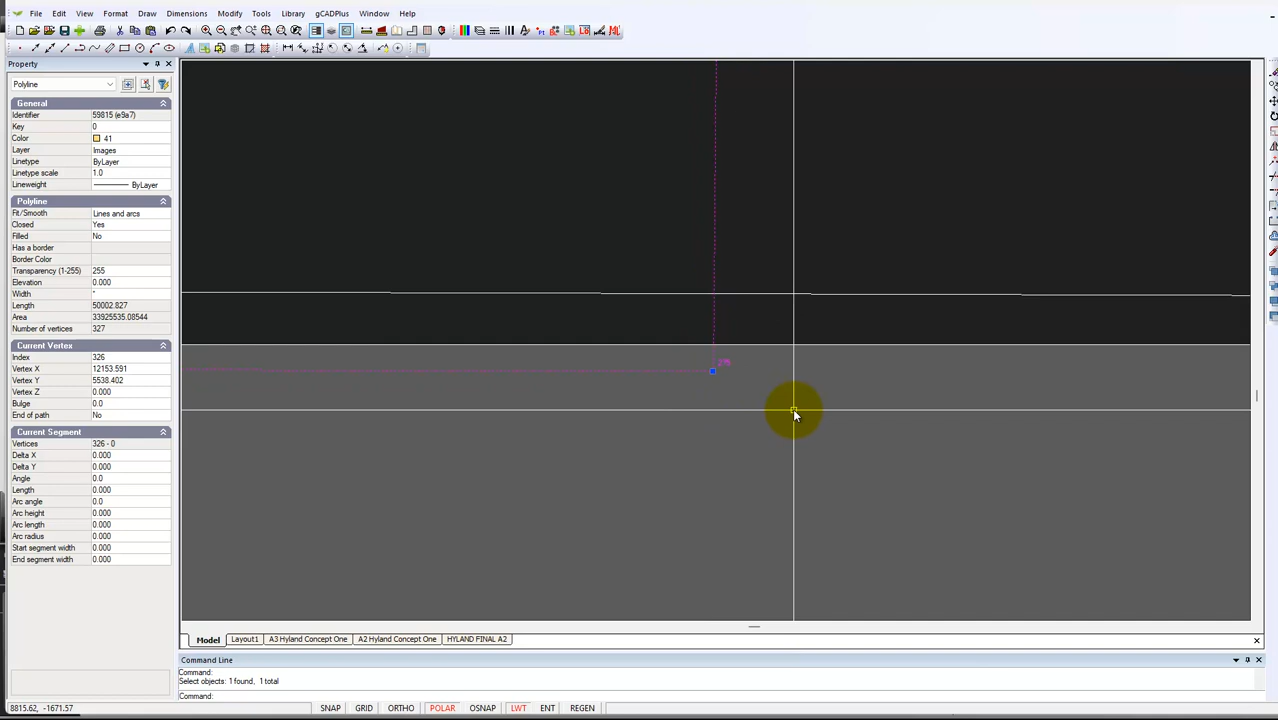 File Edit View Format Draw Dimensions Modify Tools Library gCADPlus Window Help
Property
Polyline
General
Identifier 59815 (e9a7)
Key 0
Color 41
Layer Images
Linetype ByLayer
Linetype scale 1.0
Lineweight ByLayer
Polyline
Fit/Smooth Lines and arcs
Closed Yes
Filled No
Has a border
Border Color
Transparency (1-255) 255
Elevation 0.000
Width *
Length 50002.827
Area 33925535.08544
Number of vertices 327
Current Vertex
Index 326
Vertex X 12153.591
Vertex Y 5538.402
Vertex Z 0.000
Bulge 0.0
End of path No
Current Segment
Vertices 326 - 0
Delta X 0.000
Delta Y 0.000
Angle 0.0
Length 0.000
Arc angle 0.0
Arc height 0.000
Arc length 0.000
Arc radius 0.000
Start segment width 0.000
End segment width 0.000
Model Layout1 A3 Hyland Concept One A2 Hyland Concept One HYLAND FINAL A2
Command Line
Command:
Select objects: 1 found, 1 total
Command:
8815.62, -1671.57 SNAP GRID ORTHO POLAR OSNAP LWT ENT REGEN